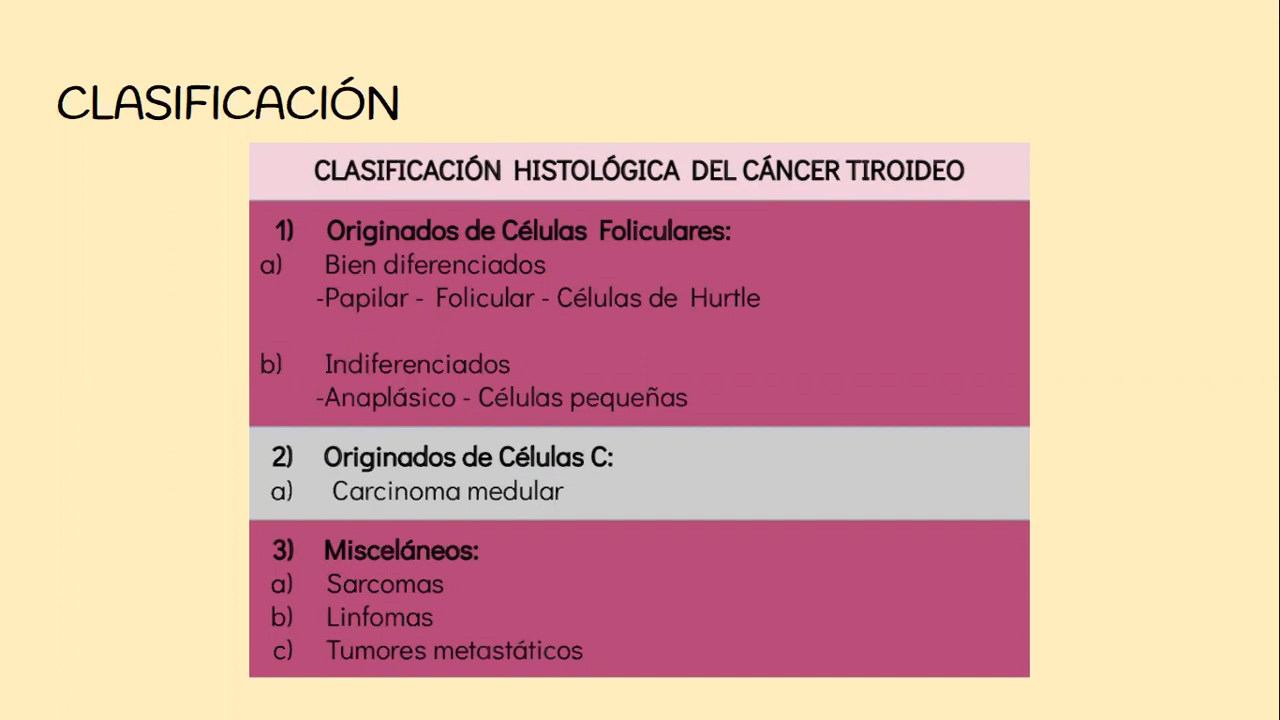 CLASIFICACIÓN
CLASIFICACIÓN HISTOLÓGICA DEL CÁNCER TIROIDEO
1) Originados de Células Foliculares:
a) Bien diferenciados
-Papilar - Folicular - Células de Hurtle
b) Indiferenciados
-Anaplásico - Células pequeñas
2) Originados de Células C:
a) Carcinoma medular
3) Misceláneos:
a) Sarcomas
b) Linfomas
c) Tumores metastáticos